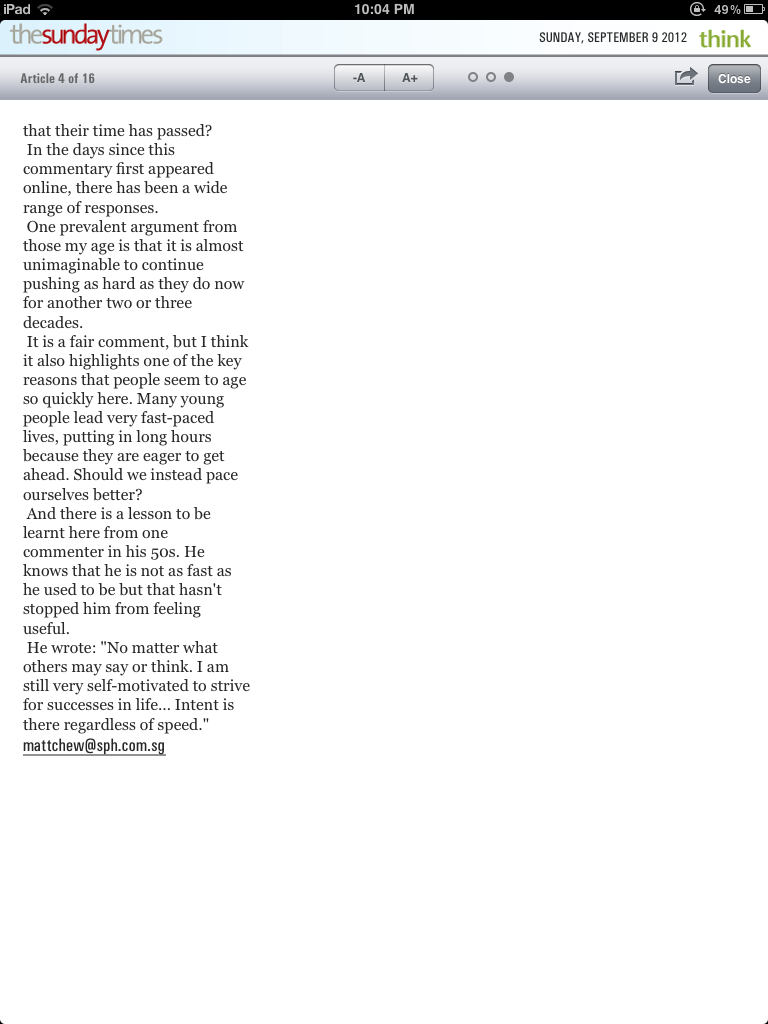 iPad 10:04 PM 49%
thesundaytimes SUNDAY, SEPTEMBER 9 2012 think
Article 4 of 16 -A A+ Close
that their time has passed?
In the days since this
commentary first appeared
online, there has been a wide
range of responses.
One prevalent argument from
those my age is that it is almost
unimaginable to continue
pushing as hard as they do now
for another two or three
decades.
It is a fair comment, but I think
it also highlights one of the key
reasons that people seem to age
so quickly here. Many young
people lead very fast-paced
lives, putting in long hours
because they are eager to get
ahead. Should we instead pace
ourselves better?
And there is a lesson to be
learnt here from one
commenter in his 50s. He
knows that he is not as fast as
he used to be but that hasn't
stopped him from feeling
useful.
He wrote: "No matter what
others may say or think. I am
still very self-motivated to strive
for successes in life... Intent is
there regardless of speed."
mattchew@sph.com.sg